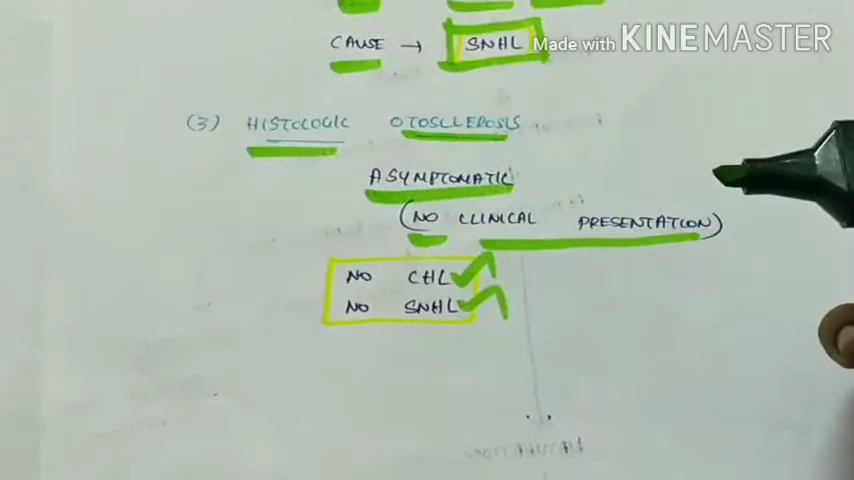 CAUSE → SNHL
Made with KINEMASTER
(3) HISTOLOGIC OTOSCLEROSIS
ASYMPTOMATIC
(NO CLINICAL PRESENTATION)
NO CHL
NO SNHL